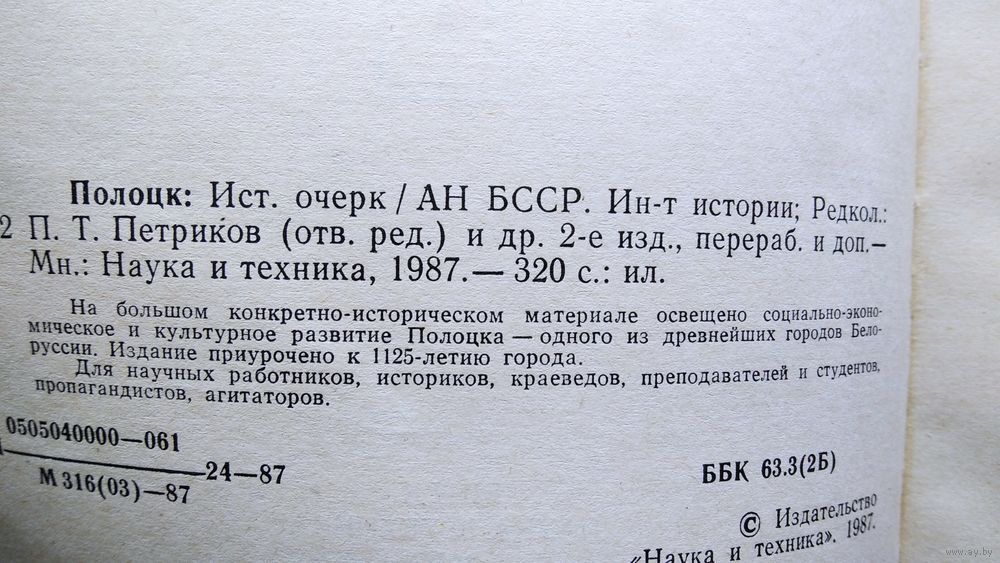 Полоцк: Ист. очерк / АН БССР. Ин-т истории; Редкол.:
2 П. Т. Петриков (отв. ред.) и др. 2-е изд., перераб. и доп.—
Мн.: Наука и техника, 1987.— 320 с.: ил.
На большом конкретно-историческом материале освещено социально-эконо-
мическое и культурное развитие Полоцка — одного из древнейших городов Бело-
руссии. Издание приурочено к 1125-летию города.
Для научных работников, историков, краеведов, преподавателей и студентов,
пропагандистов, агитаторов.
0505040000—061
24—87
М 316(03)—87
ББК 63.3(2Б)
© Издательство
«Наука и техника». 1987.
www.ay.by